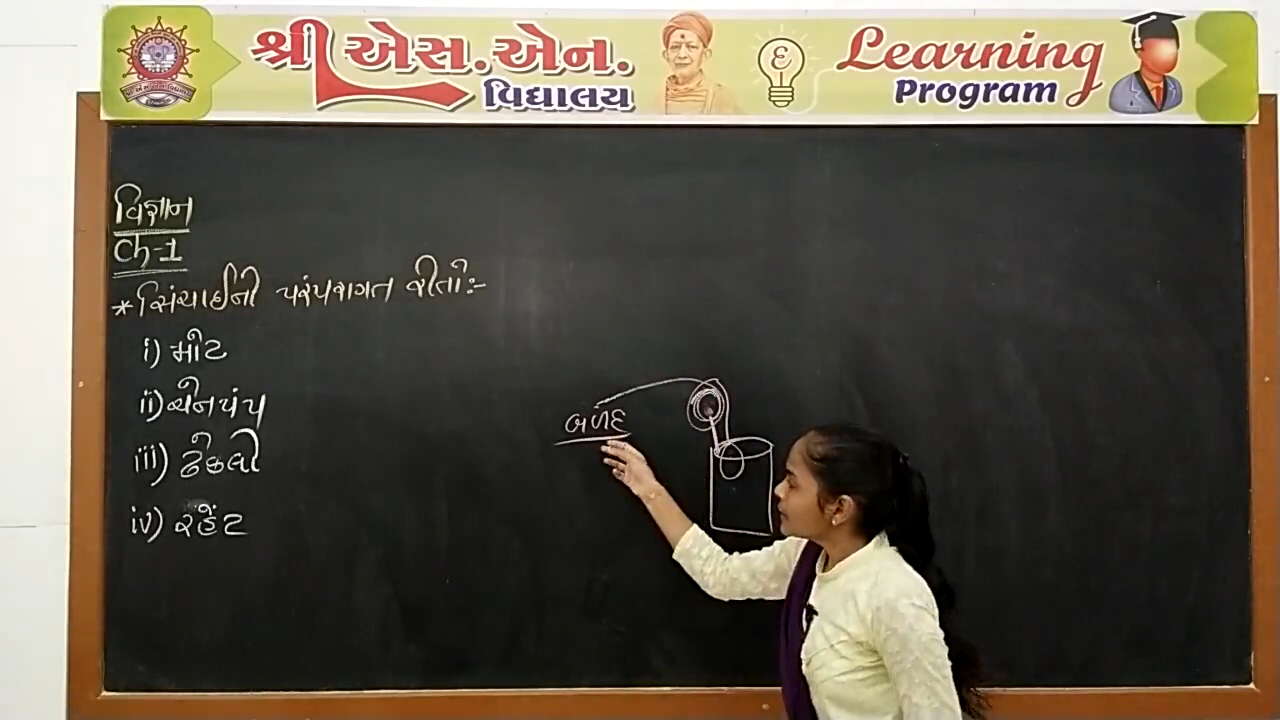 શ્રી એસ. એન. વિદ્યાલય
Learning Program
વિજ્ઞાન
Ch-1
* સિંચાઈની પરંપરાગત રીતો:-
i) મોટ
ii) ચેનપંપ
iii) ઢેકલી
iv) રહેંટ
બળદ